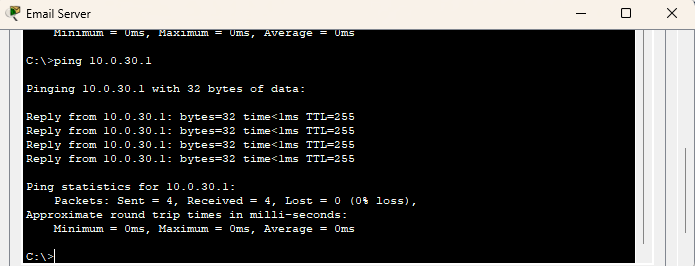 Email Server
Minimum = 0ms, Maximum = 0ms, Average = 0ms
C:\>ping 10.0.30.1
Pinging 10.0.30.1 with 32 bytes of data:
Reply from 10.0.30.1: bytes=32 time<1ms TTL=255
Reply from 10.0.30.1: bytes=32 time<1ms TTL=255
Reply from 10.0.30.1: bytes=32 time<1ms TTL=255
Reply from 10.0.30.1: bytes=32 time<1ms TTL=255
Ping statistics for 10.0.30.1:
Packets: Sent = 4, Received = 4, Lost = 0 (0% loss),
Approximate round trip times in milli-seconds:
Minimum = 0ms, Maximum = 0ms, Average = 0ms
C:\>